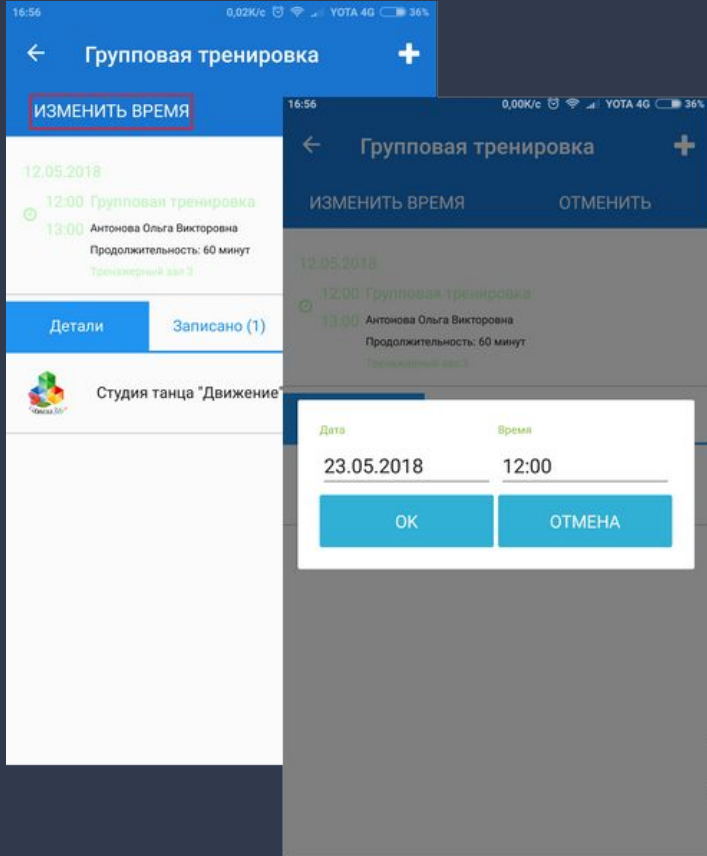 16:56 0,02K/c YOTA 4G 36%
Групповая тренировка
ИЗМЕНИТЬ ВРЕМЯ
12.05.2018
12:00 Групповая тренировка
13:00 Антонова Ольга Викторовна
Продолжительность: 60 минут
Тренажерный зал 3
Детали Записано (1)
Студия танца "Движение"
16:56 0,00K/c YOTA 4G 36%
Групповая тренировка
ИЗМЕНИТЬ ВРЕМЯ ОТМЕНИТЬ
12.05.2018
12:00 Групповая тренировка
13:00 Антонова Ольга Викторовна
Продолжительность: 60 минут
Тренажерный зал 3
Дата Время
23.05.2018 12:00
OK ОТМЕНА